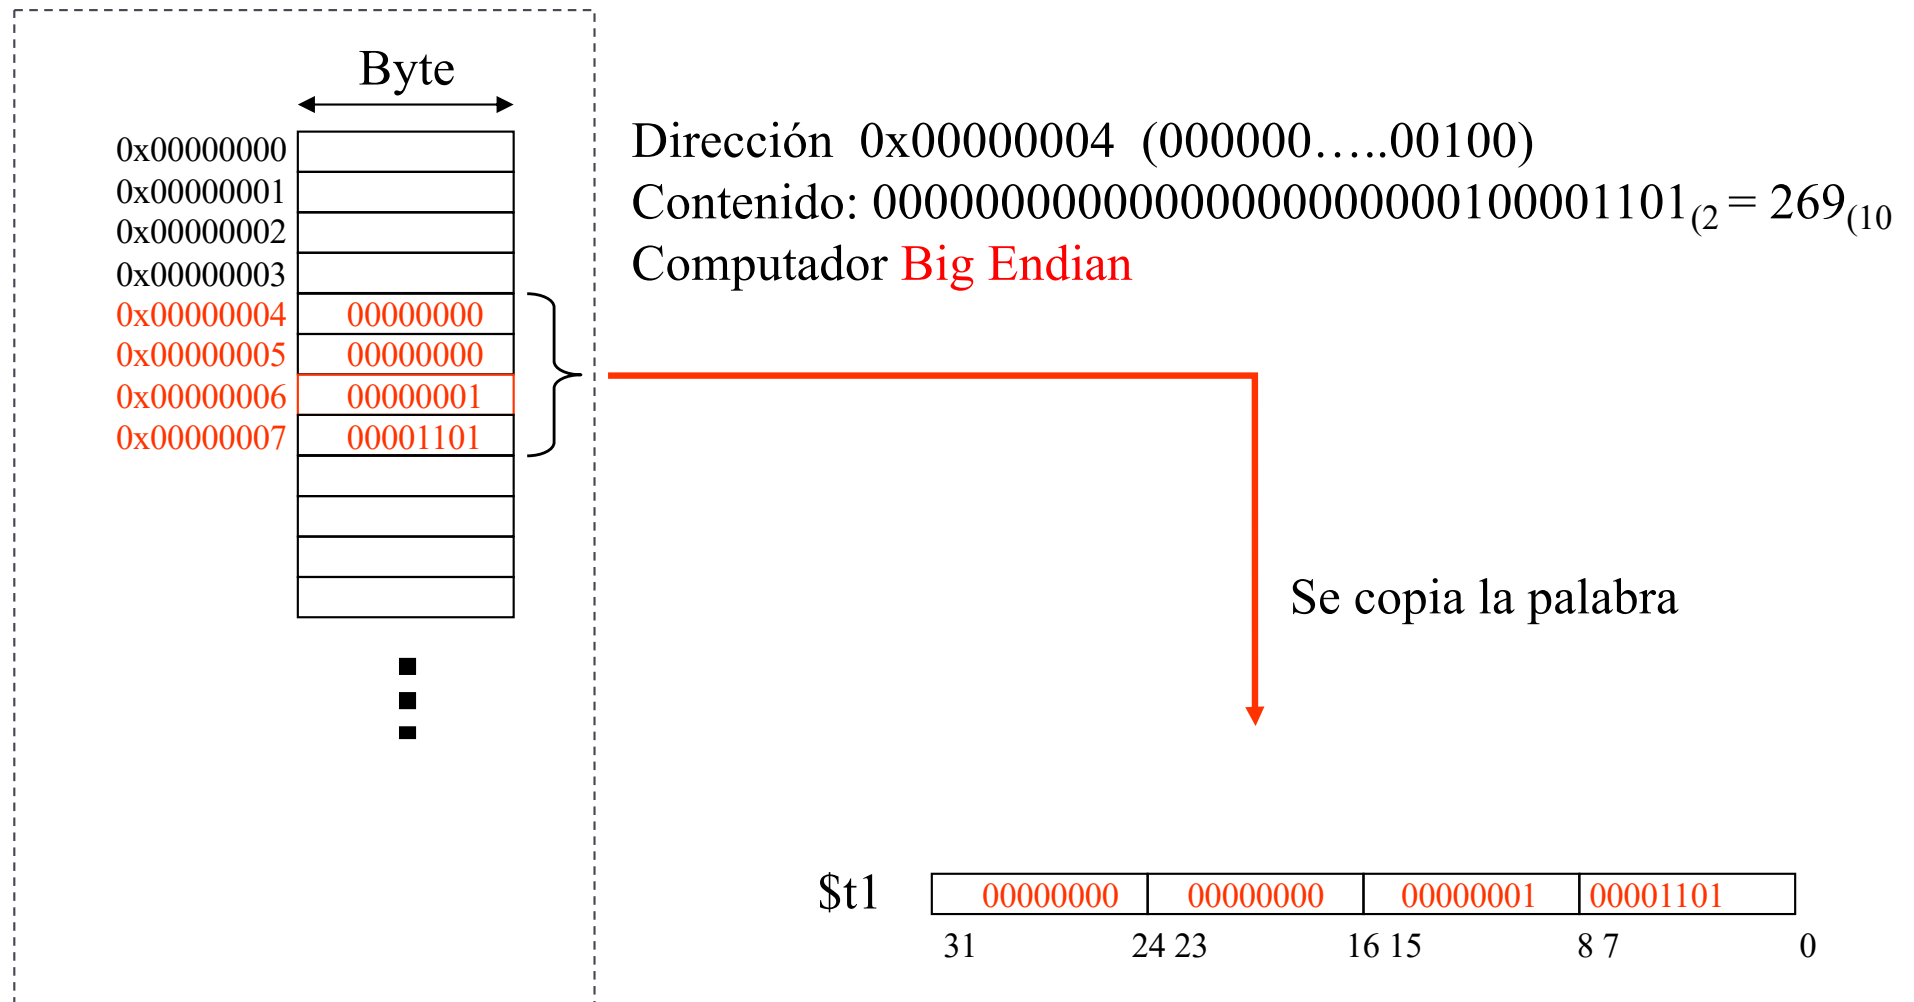 Byte
0x00000000
0x00000001
0x00000002
0x00000003
0x00000004 00000000
0x00000005 00000000
0x00000006 00000001
0x00000007 00001101
Dirección 0x00000004 (000000…..00100)
Contenido: 00000000000000000000000100001101(2 = 269(10
Computador Big Endian
Se copia la palabra
$t1 00000000 00000000 00000001 00001101
31 24 23 16 15 8 7 0